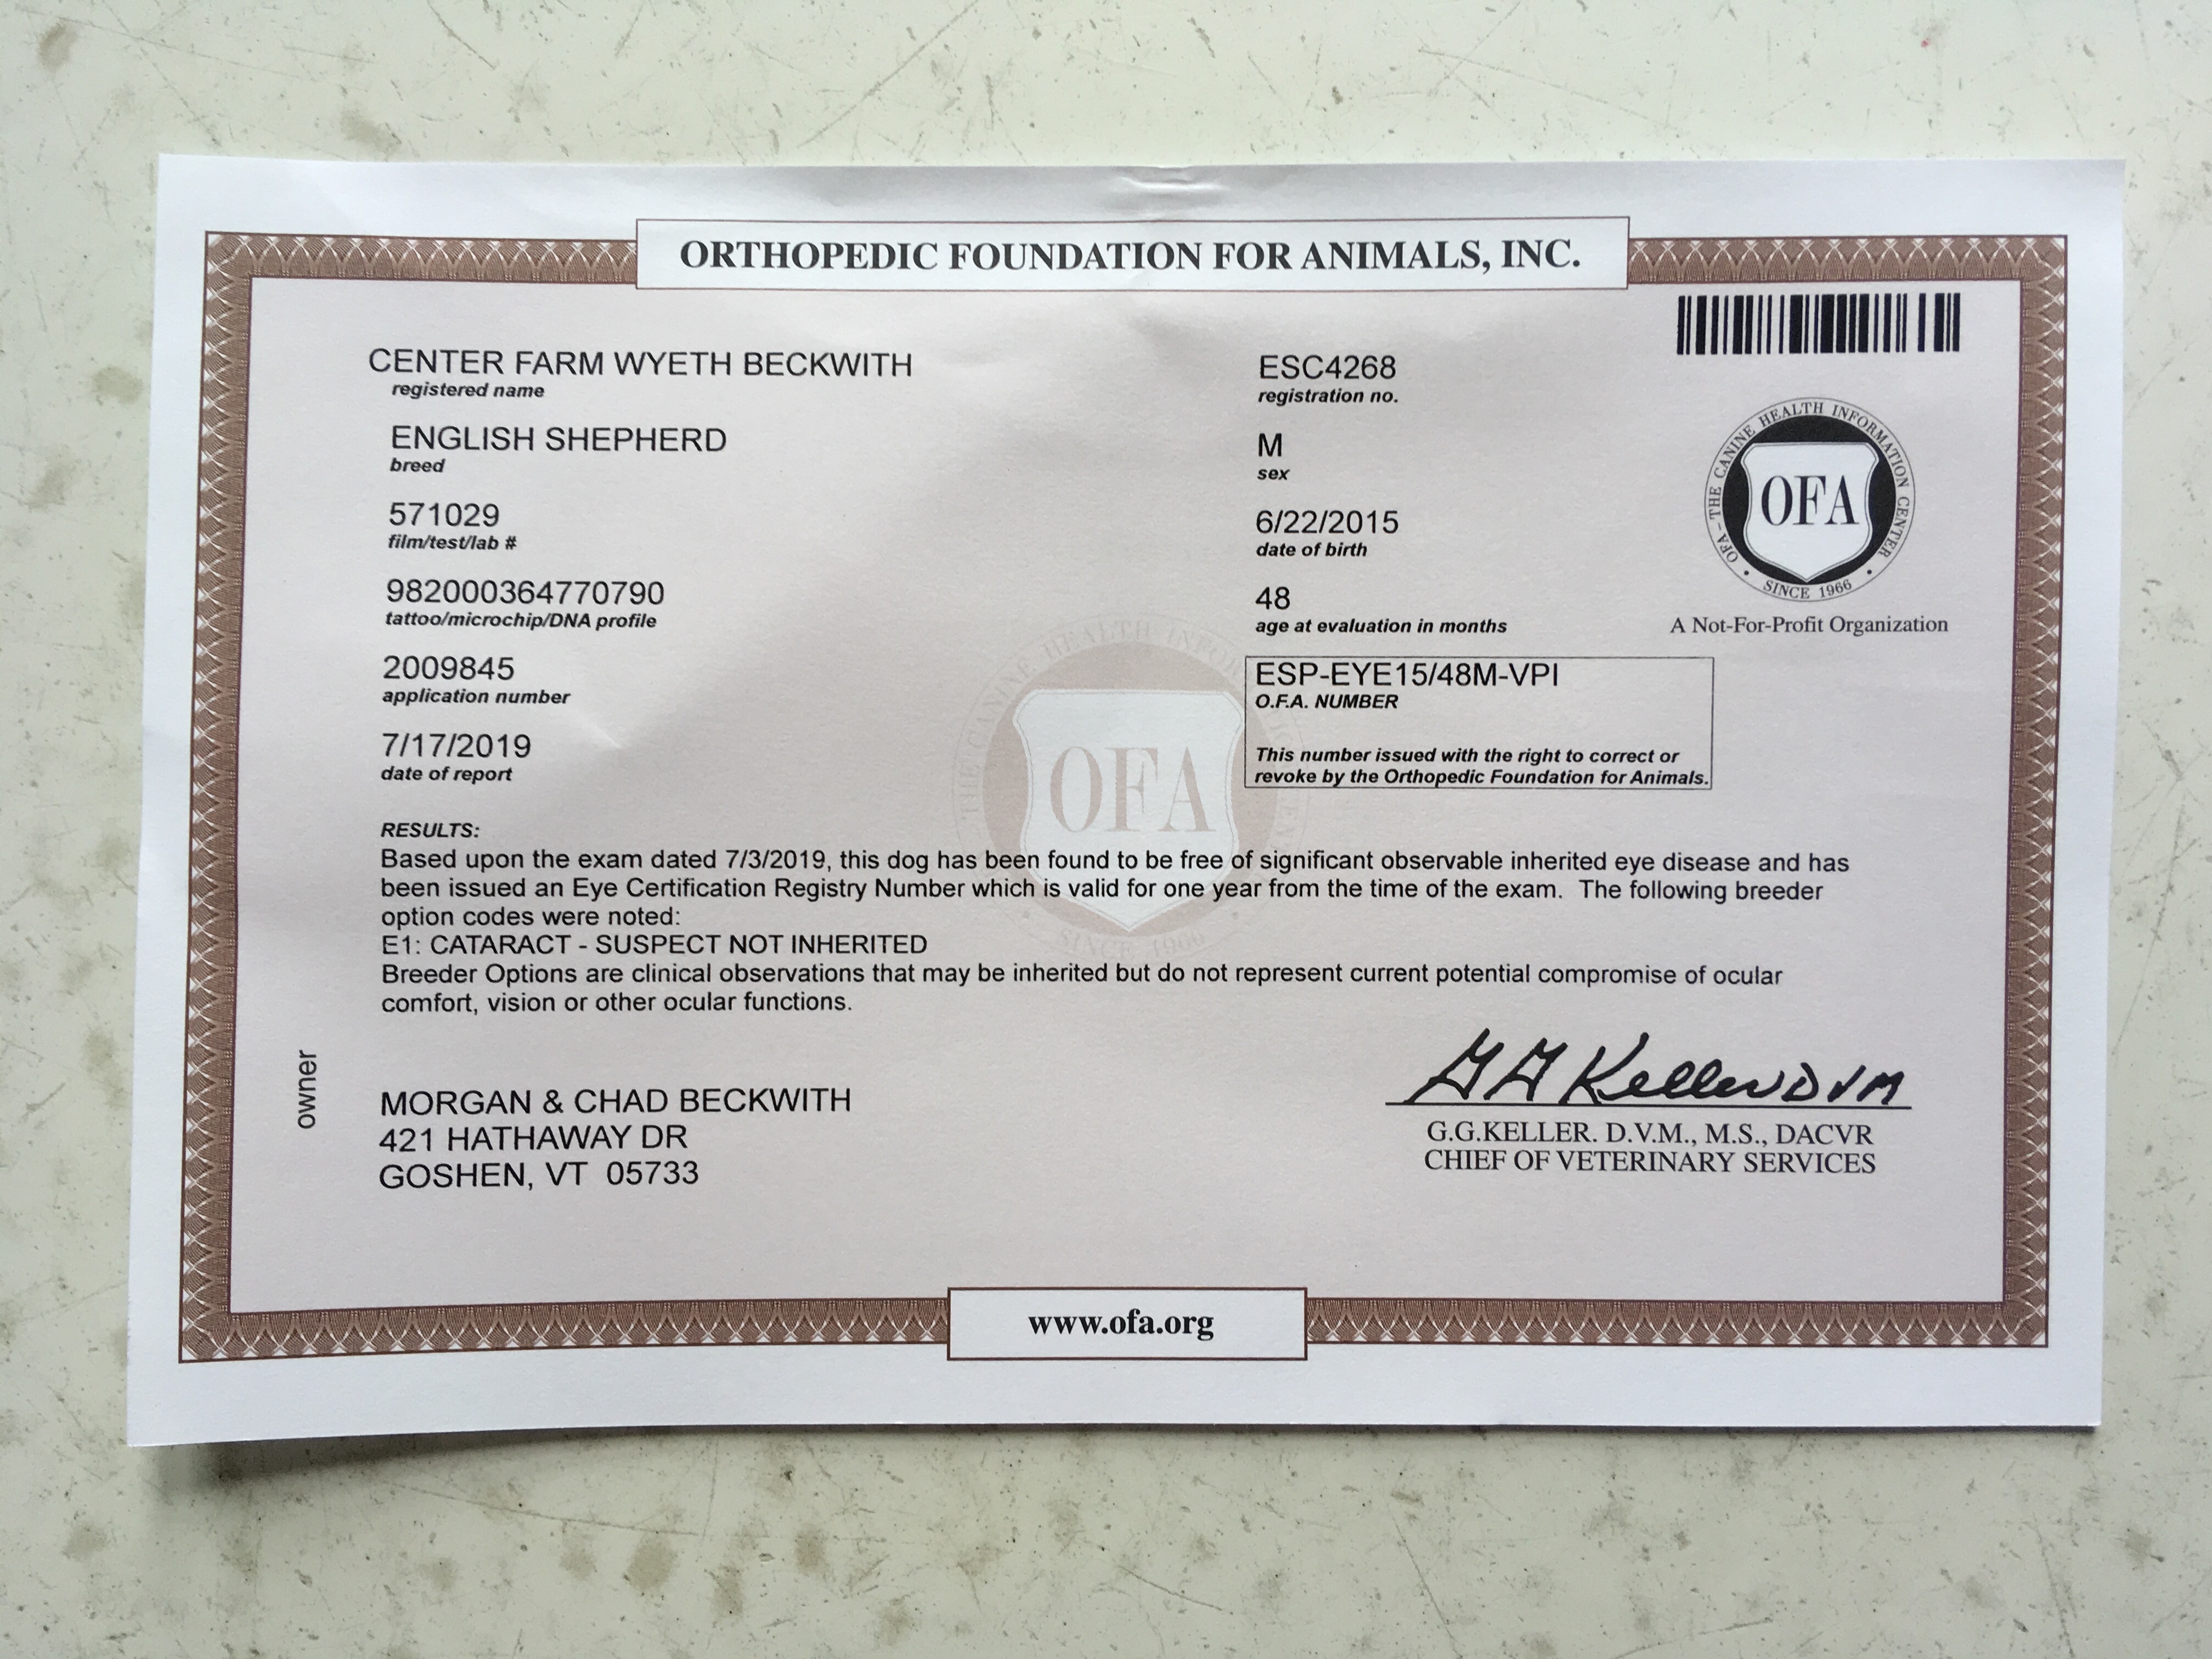 ORTHOPEDIC FOUNDATION FOR ANIMALS, INC.
CENTER FARM WYETH BECKWITH
registered name
ENGLISH SHEPHERD
breed
571029
film/test/lab #
982000364770790
tattoo/microchip/DNA profile
2009845
application number
7/17/2019
date of report
ESC4268
registration no.
M
sex
6/22/2015
date of birth
48
age at evaluation in months
ESP-EYE15/48M-VPI
O.F.A. NUMBER
This number issued with the right to correct or
revoke by the Orthopedic Foundation for Animals.
OFA-THE CANINE HEALTH INFORMATION CENTER
OFA
• SINCE 1966 •
A Not-For-Profit Organization
THE CANINE HEALTH INFOR
OFA
SINCE 1966
RESULTS:
Based upon the exam dated 7/3/2019, this dog has been found to be free of significant observable inherited eye disease and has
been issued an Eye Certification Registry Number which is valid for one year from the time of the exam.  The following breeder
option codes were noted:
E1: CATARACT - SUSPECT NOT INHERITED
Breeder Options are clinical observations that may be inherited but do not represent current potential compromise of ocular
comfort, vision or other ocular functions.
owner
MORGAN & CHAD BECKWITH
421 HATHAWAY DR
GOSHEN, VT  05733
GG Keller DVM
G.G.KELLER. D.V.M., M.S., DACVR
CHIEF OF VETERINARY SERVICES
www.ofa.org